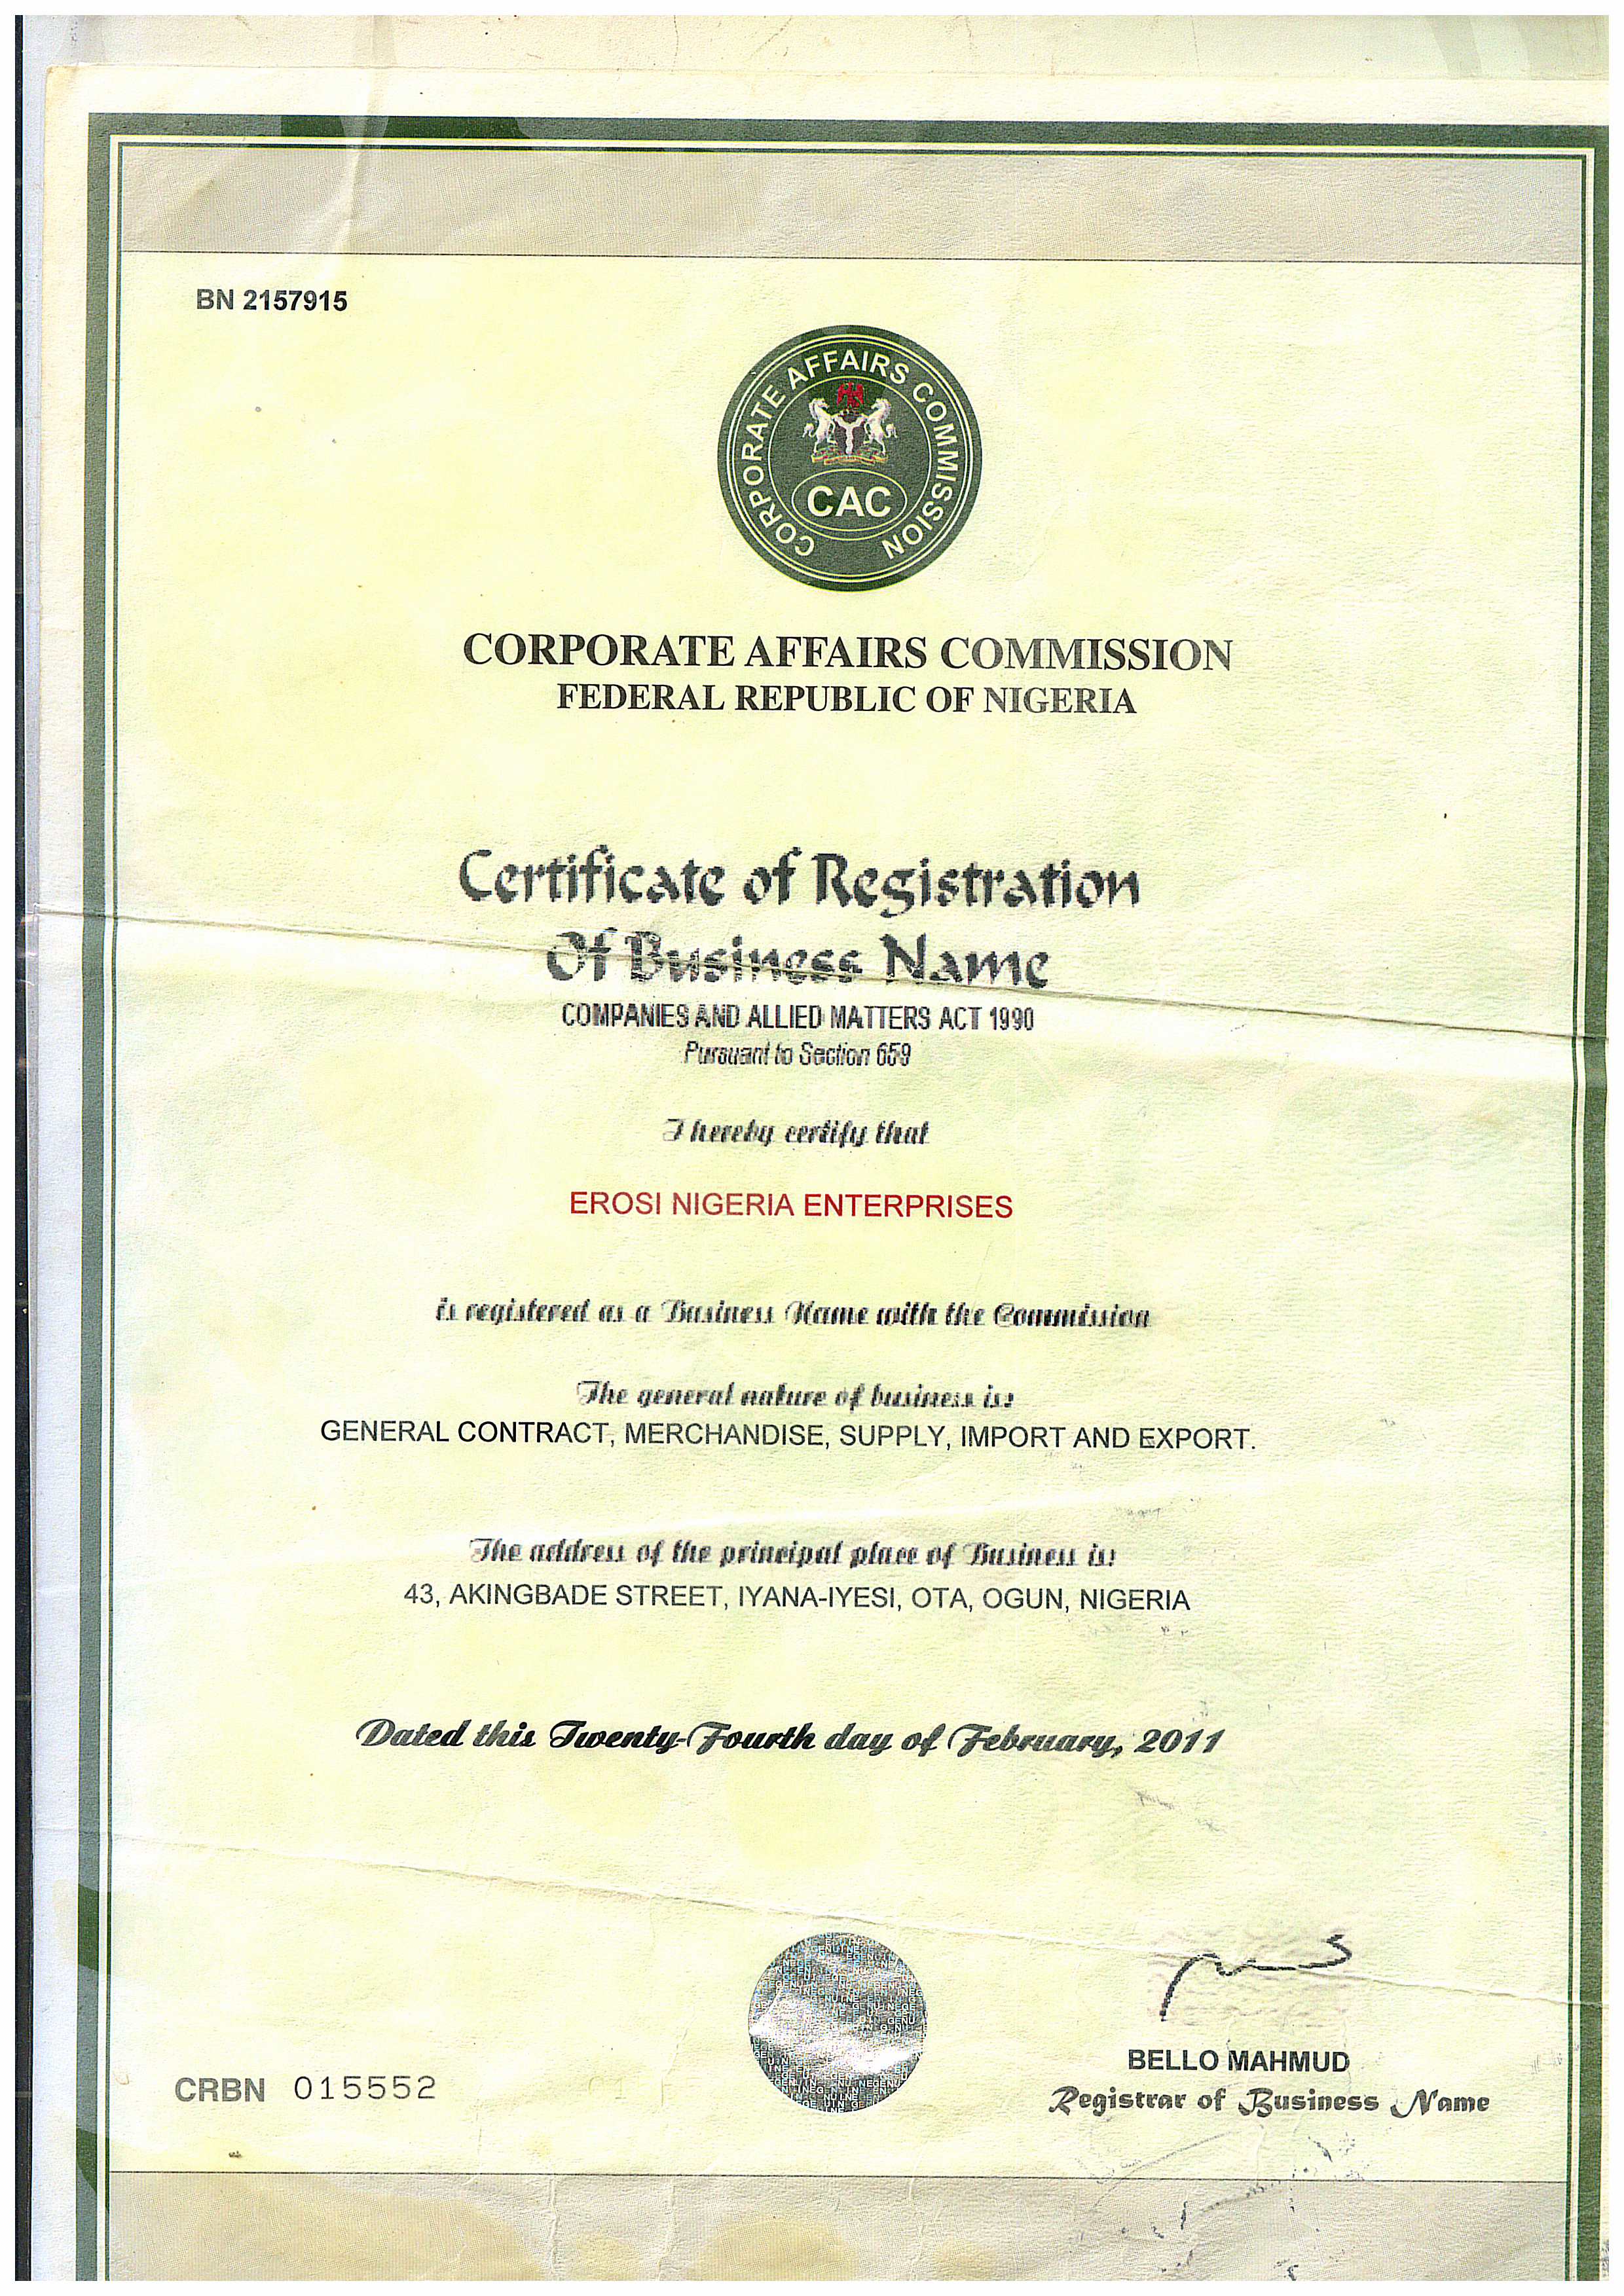 BN 2157915
CORPORATE AFFAIRS COMMISSION
CAC
CORPORATE AFFAIRS COMMISSION
FEDERAL REPUBLIC OF NIGERIA
Certificate of Registration
Of Business Name
COMPANIES AND ALLIED MATTERS ACT 1990
Pursuant to Section 659
I hereby certify that
EROSI NIGERIA ENTERPRISES
is registered as a Business Name with the Commission
The general nature of business is:
GENERAL CONTRACT, MERCHANDISE, SUPPLY, IMPORT AND EXPORT.
The address of the principal place of Business is:
43, AKINGBADE STREET, IYANA-IYESI, OTA, OGUN, NIGERIA
Dated this Twenty-Fourth day of February, 2011
BELLO MAHMUD
Registrar of Business Name
CRBN 015552